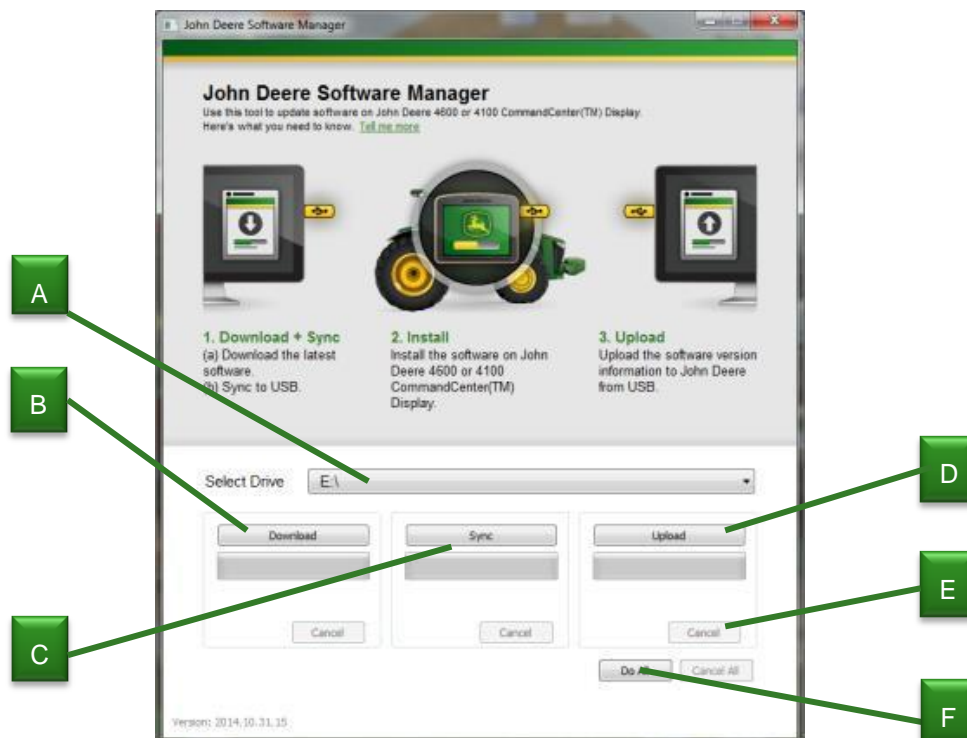 John Deere Software Manager
John Deere Software Manager
Use this tool to update software on John Deere 4600 or 4100 CommandCenter(TM) Display.
Here's what you need to know. Tell me more
1. Download + Sync
(a) Download the latest
software.
(b) Sync to USB.
2. Install
Install the software on John
Deere 4600 or 4100
CommandCenter(TM)
Display.
3. Upload
Upload the software version
information to John Deere
from USB.
A
B
C
D
E
F
Select Drive E:\
Download Sync Upload
Cancel Cancel Cancel
Do All Cancel All
Version: 2014.10.31.15